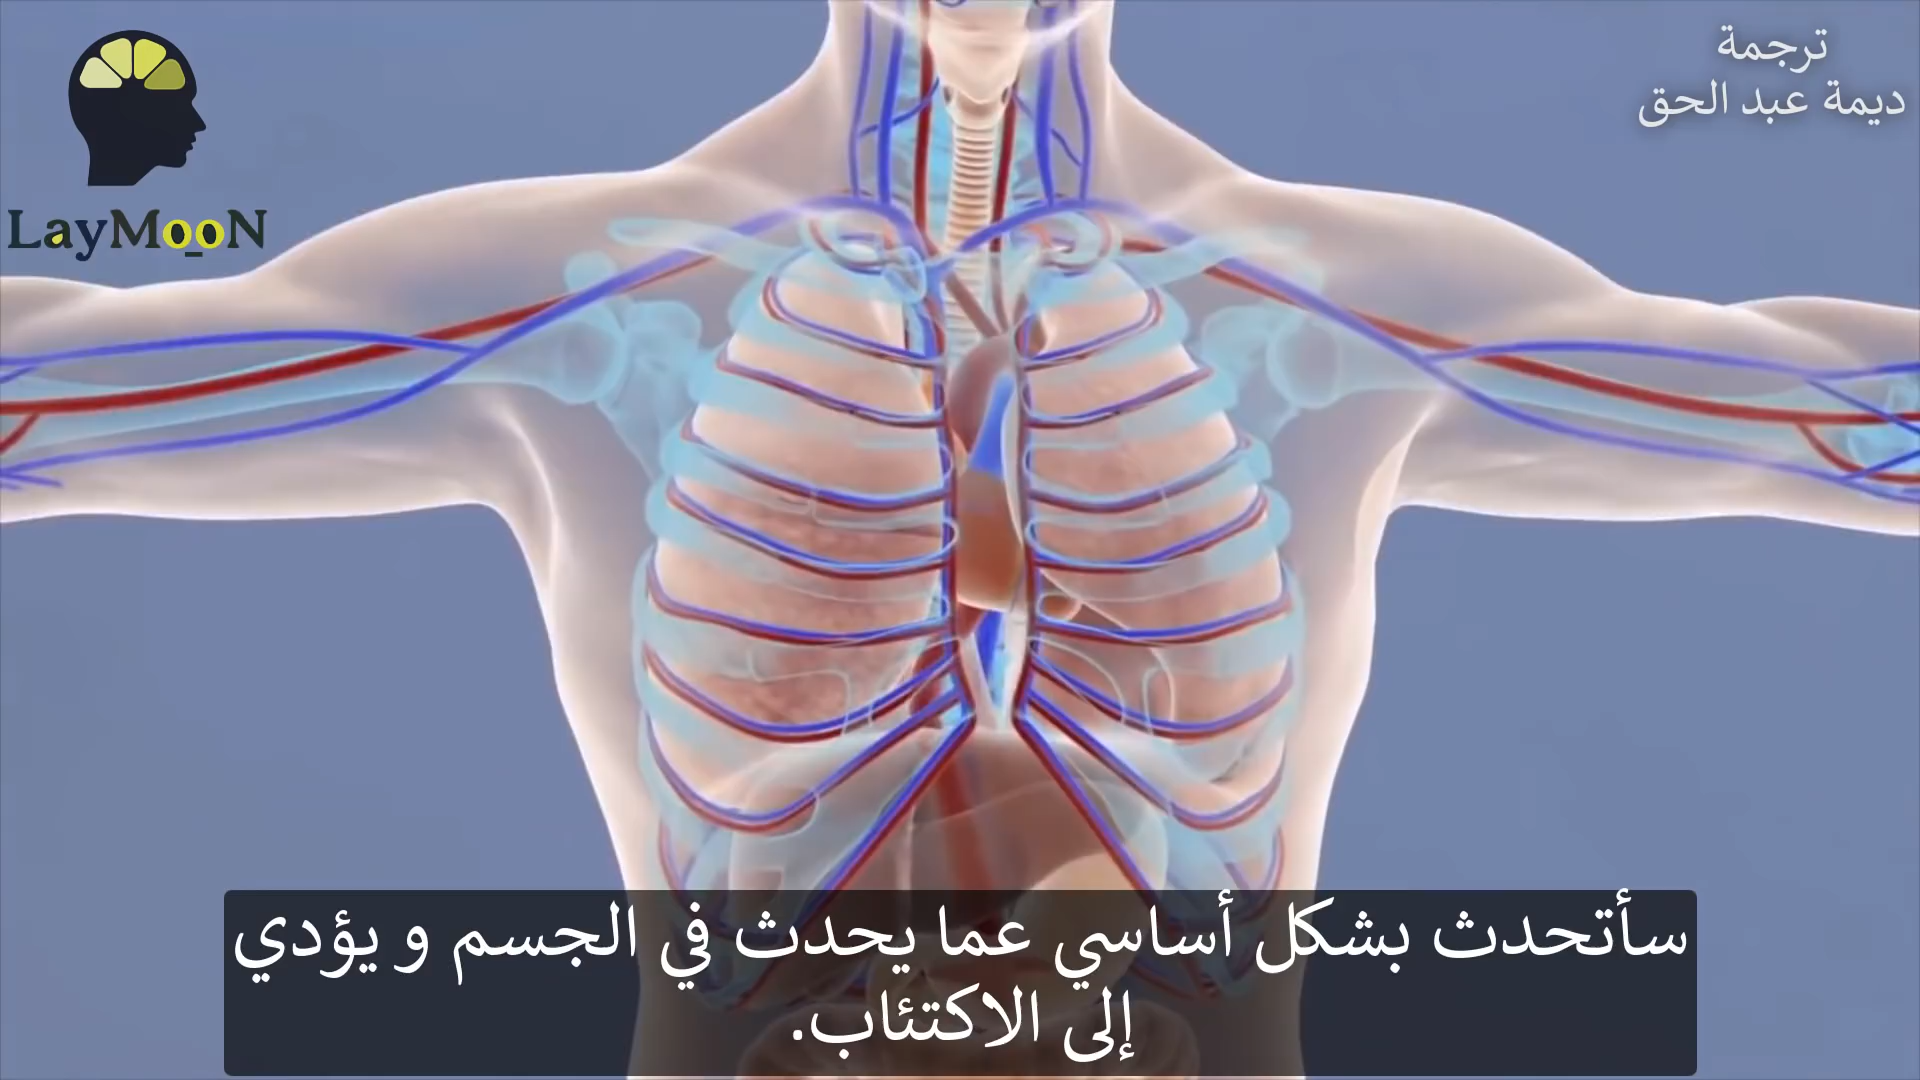 LayMooN
ترجمة
ديمة عبد الحق
سأتحدث بشكل أساسي عما يحدث في الجسم و يؤدي
إلى الاكتئاب.